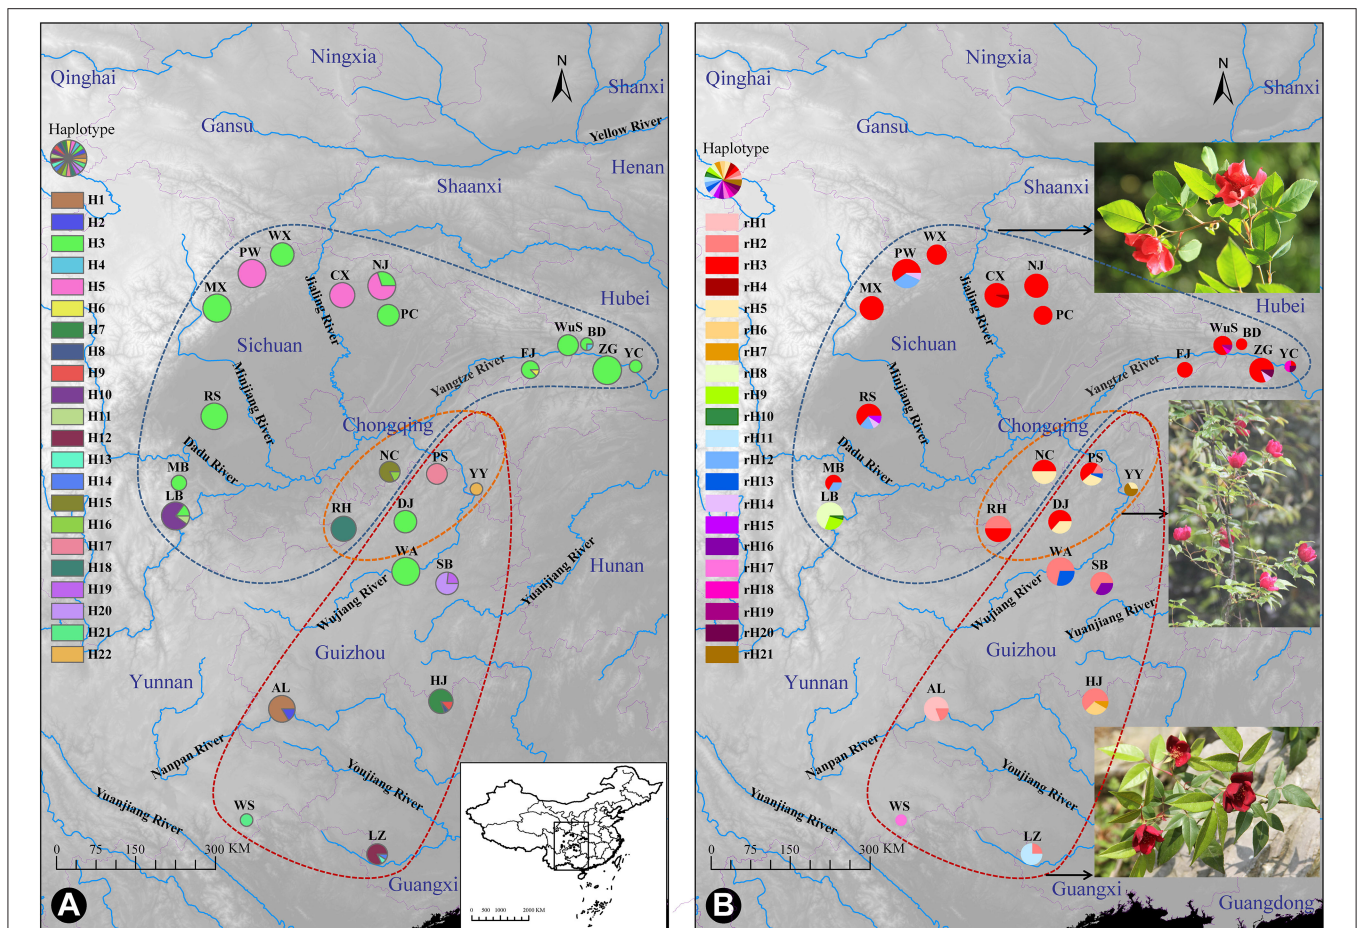 Qinghai
Ningxia
N
Shanxi
Gansu
Yellow River
Haplotype
Henan
Shaanxi
H1
H2
H3
H4
H5
H6
H7
H8
H9
H10
H11
H12
H13
H14
H15
H16
H17
H18
H19
H20
H21
H22
WX
PW
CX
NJ
MX
PC
Jialing River
Hubei
WuS
BD
Sichuan
FJ
ZG
YC
Yangtze River
Minjiang River
RS
Chongqing
Dadu River
MB
NC
PS
YY
LB
RH
DJ
WA
SB
Hunan
Wujiang River
Yuanjiang River
Guizhou
Yunnan
AL
HJ
Nanpan River
Youjiang River
Yuanjiang River
WS
LZ
0 75 150 300 KM
Guangxi
0 500 1000 2000 KM
A
Qinghai
Ningxia
N
Shanxi
Gansu
Haplotype
Shaanxi
rH1
rH2
rH3
rH4
rH5
rH6
rH7
rH8
rH9
rH10
rH11
rH12
rH13
rH14
rH15
rH16
rH17
rH18
rH19
rH20
rH21
WX
PW
CX
NJ
MX
PC
Jialing River
Hubei
WuS
BD
Sichuan
FJ
ZG
YC
Yangtze River
Minjiang River
RS
Chongqing
Dadu River
MB
NC
PS
YY
LB
RH
DJ
WA
SB
Wujiang River
Yuanjiang River
Guizhou
Yunnan
AL
HJ
Nanpan River
Youjiang River
Yuanjiang River
WS
LZ
0 75 150 300 KM
Guangxi
Guangdong
B